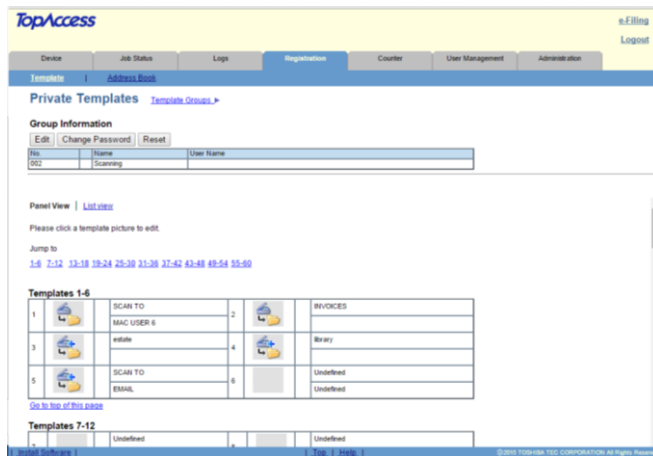 TopAccess
e-Filing
Logout
Device Job Status Logs Registration Counter User Management Administration
Template | Address Book
Private Templates Template Groups
Group Information
Edit Change Password Reset
No Name User Name
002 Scanning
Panel View | List view
Please click a template picture to edit.
Jump to
1-6 7-12 13-18 19-24 25-30 31-36 37-42 43-48 49-54 55-60
Templates 1-6
1 SCAN TO 2 INVOICES
MAC USER 6
3 estate 4 library
5 SCAN TO 6 Undefined
EMAIL Undefined
Go to top of this page
Templates 7-12
Undefined Undefined
| Install Software | | Top | Help | ©2010 TOSHIBA TEC CORPORATION All Rights Reserv